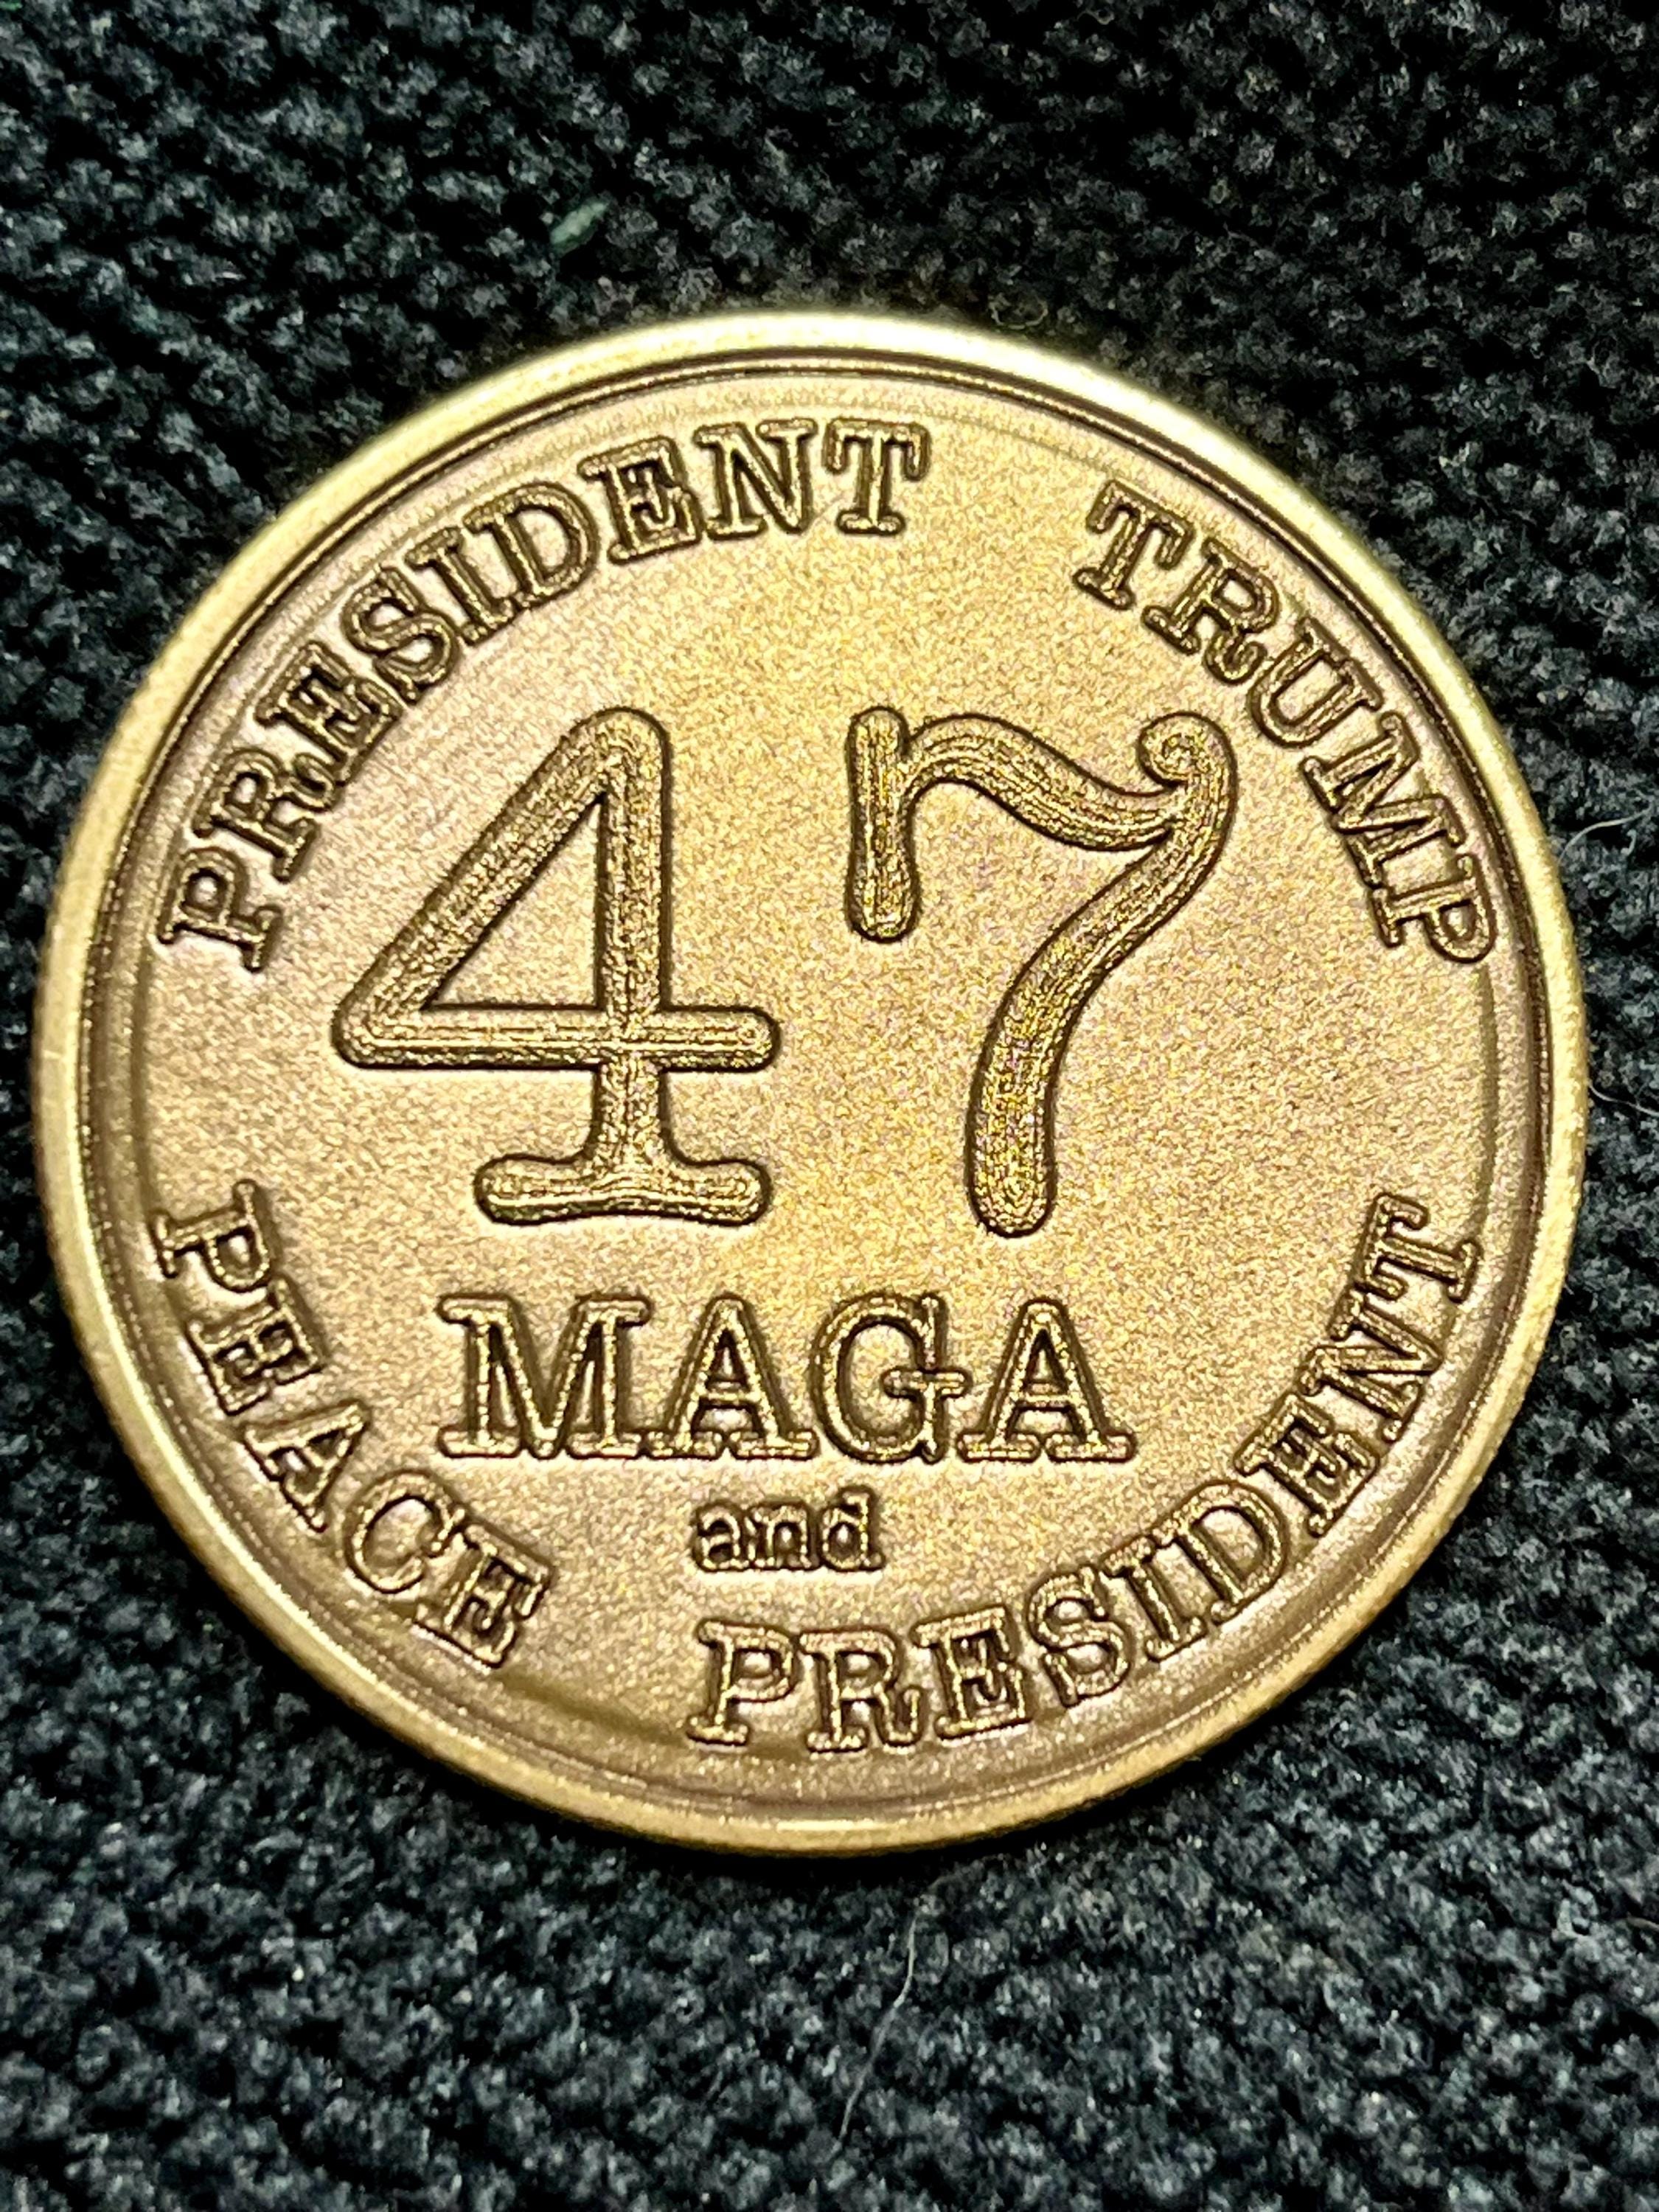 PRESIDENT TRUMP
47
MAGA
and
PEACE PRESIDENT